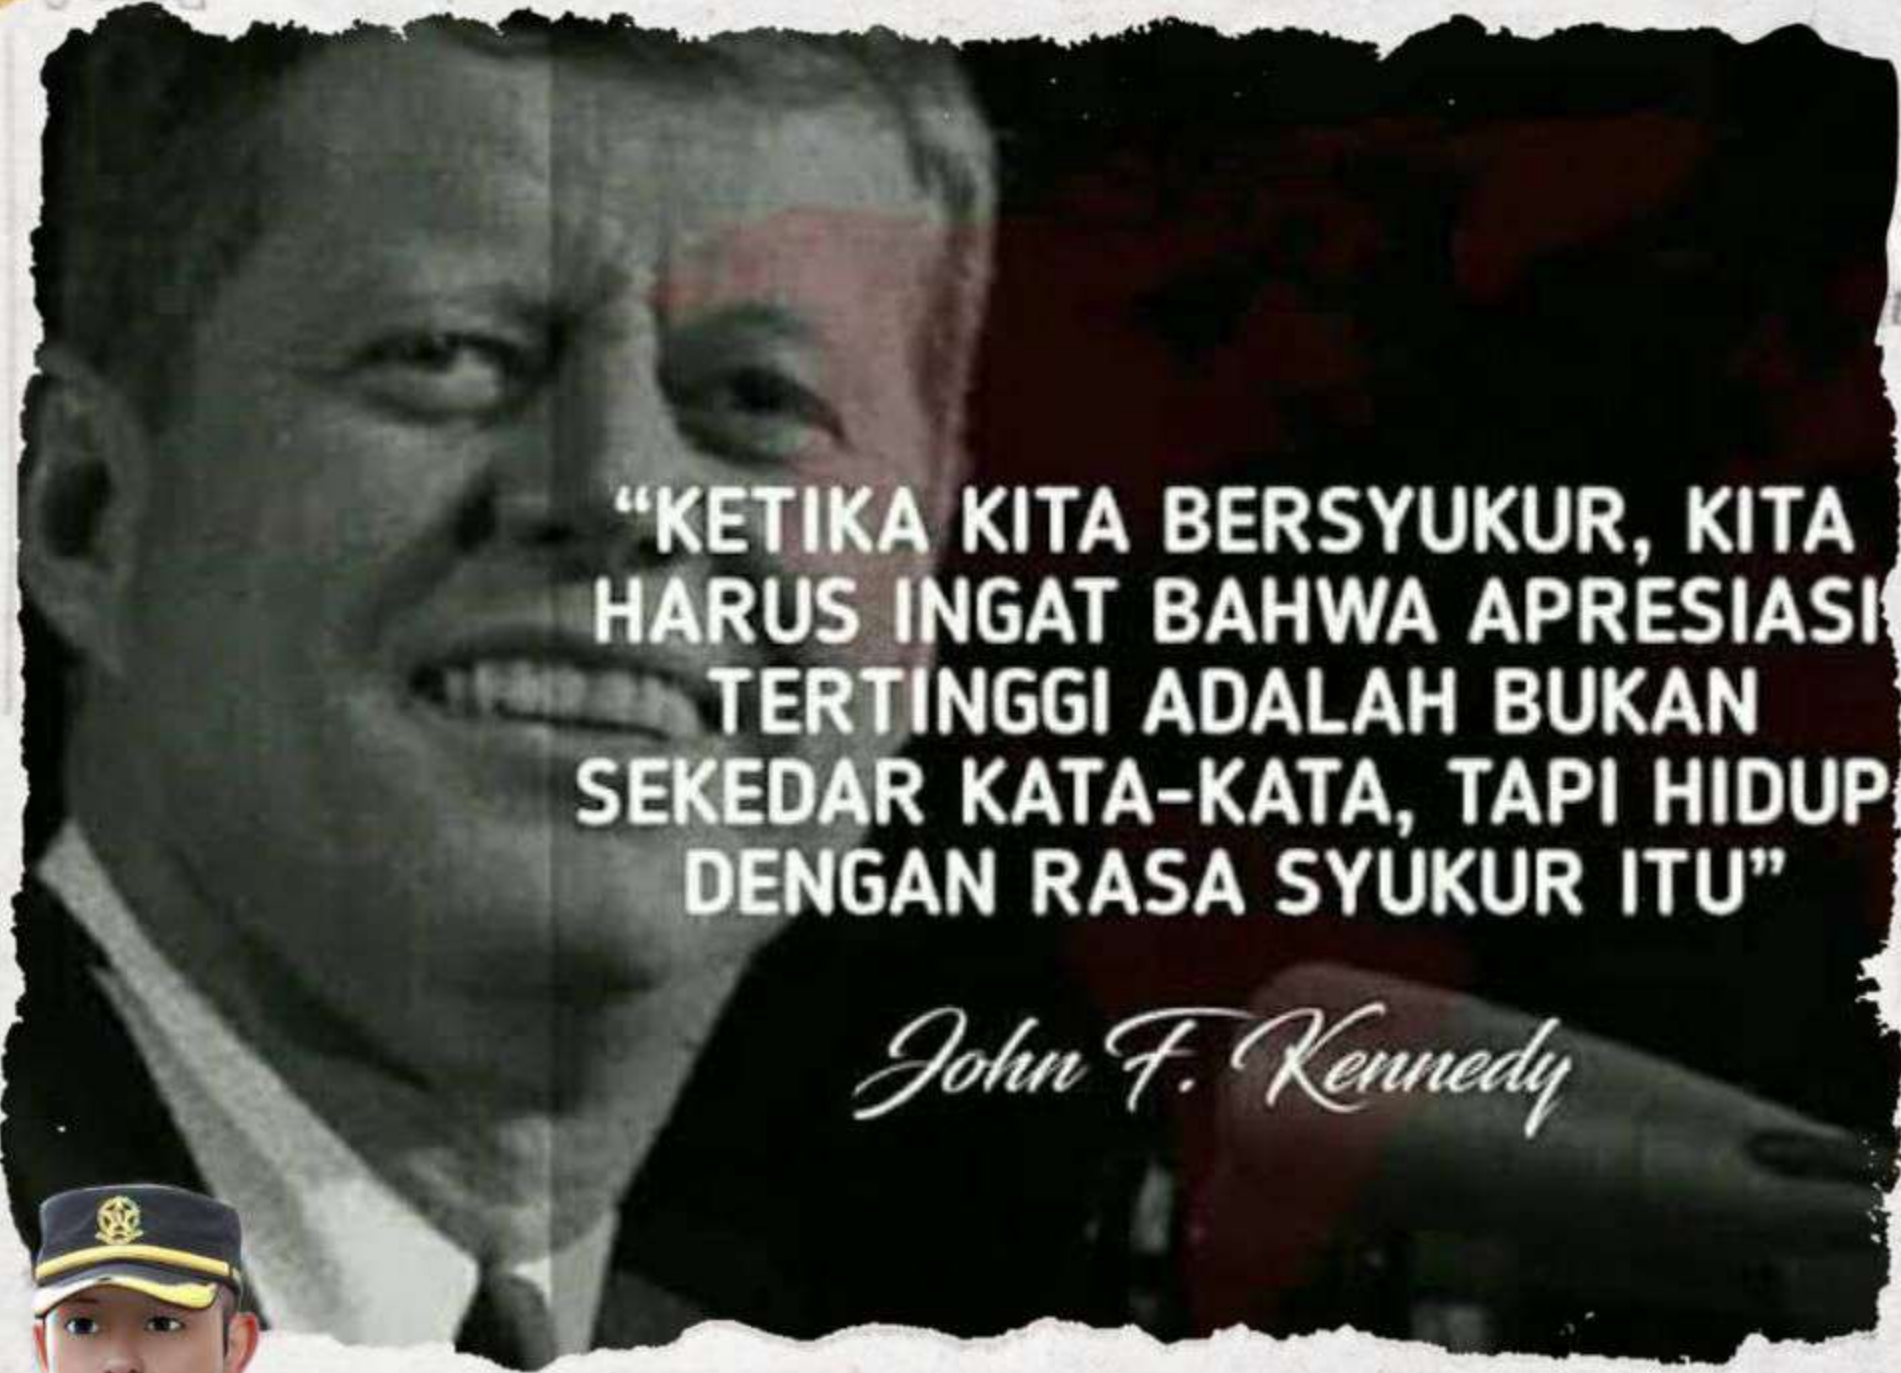 “KETIKA KITA BERSYUKUR, KITA
HARUS INGAT BAHWA APRESIASI
TERTINGGI ADALAH BUKAN
SEKEDAR KATA-KATA, TAPI HIDUP
DENGAN RASA SYUKUR ITU”
John F. Kennedy